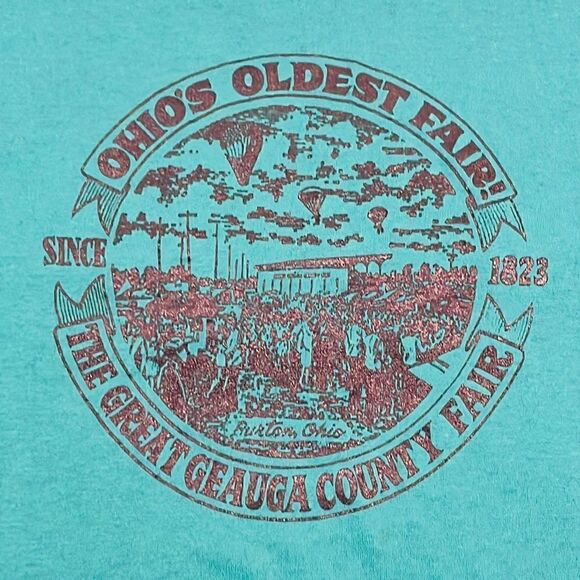 OHIO'S OLDEST FAIR!
SINCE
1823
Burton, Ohio
THE GREAT GEAUGA COUNTY FAIR